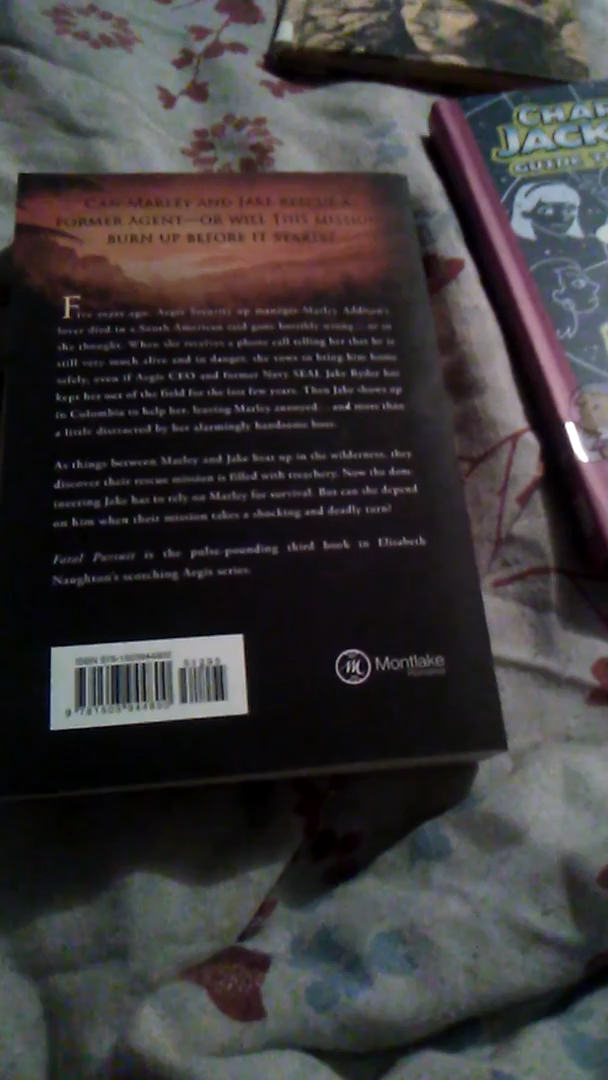 CHAR
JACK
GUIDE T
CAN MARLEY AND JAKE RESCUE A
FORMER AGENT—OR WILL THIS MISSION
BURN UP BEFORE IT STARTS?
Five years ago, Aegis Security op manager Marley Addison's
lover died in a South American raid gone horribly wrong... or so
she thought. When she receives a phone call telling her that he is
still very much alive and in danger, she vows to bring him home
safely, even if Aegis CEO and former Navy SEAL Jake Ryder has
kept her out of the field for the last few years. Then Jake shows up
in Colombia to help her, leaving Marley annoyed... and more than
a little distracted by her alarmingly handsome boss.
As things between Marley and Jake heat up in the wilderness, they
discover their rescue mission is filled with treachery. Now the dom-
ineering Jake has to rely on Marley for survival. But can she depend
on him when their mission takes a shocking and deadly turn?
Fatal Pursuit is the pulse-pounding third book in Elisabeth
Naughton's scorching Aegis series.
m Montlake